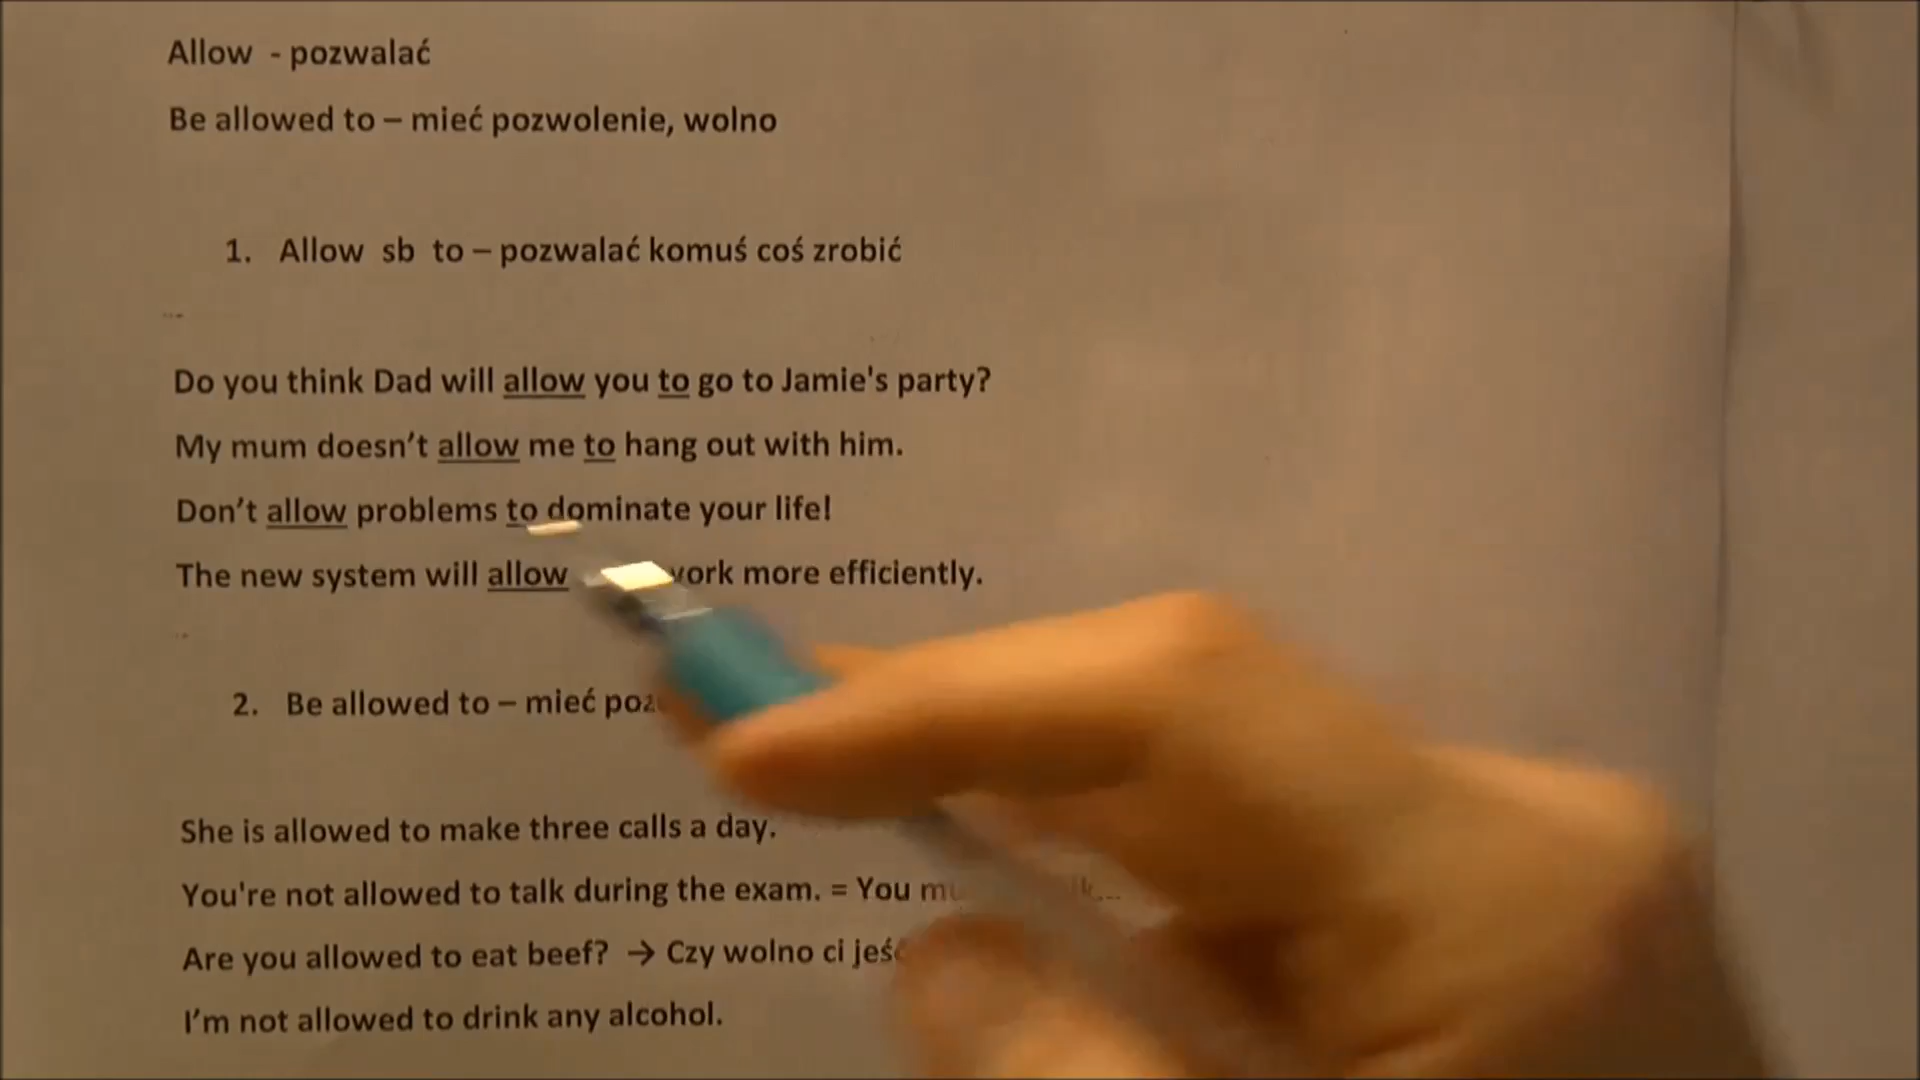 Allow - pozwalać
Be allowed to – mieć pozwolenie, wolno
1. Allow sb to – pozwalać komuś coś zrobić
...
Do you think Dad will allow you to go to Jamie's party?
My mum doesn't allow me to hang out with him.
Don't allow problems to dominate your life!
The new system will allow work more efficiently.
2. Be allowed to – mieć
She is allowed to make three calls a day.
You're not allowed to talk during the exam. = You
Are you allowed to eat beef? → Czy wolno ci jeść
I'm not allowed to drink any alcohol.